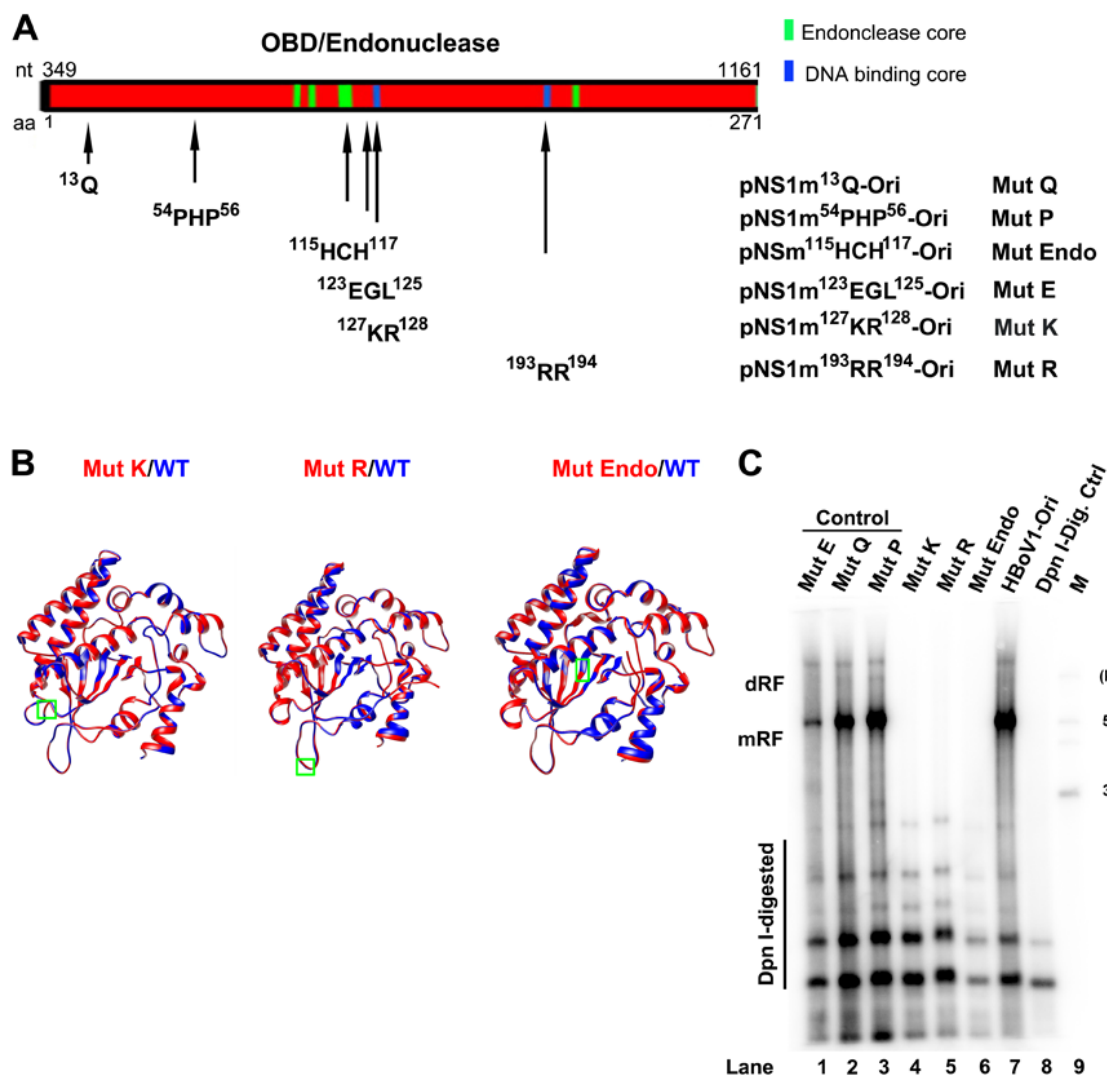 A
OBD/Endonuclease
nt 349 1161
aa 1 271
Endonclease core
DNA binding core
13Q
54PHP56
115HCH117
123EGL125
127KR128
193RR194
pNS1m13Q-Ori Mut Q
pNS1m54PHP56-Ori Mut P
pNSm115HCH117-Ori Mut Endo
pNS1m123EGL125-Ori Mut E
pNS1m127KR128-Ori Mut K
pNS1m193RR194-Ori Mut R
B
Mut K/WT
Mut R/WT
Mut Endo/WT
C
Control
Mut E
Mut Q
Mut P
Mut K
Mut R
Mut Endo
HBoV1-Ori
Dpn I-Dig. Ctrl
M
dRF
mRF
5
3
Dpn I-digested
Lane 1 2 3 4 5 6 7 8 9